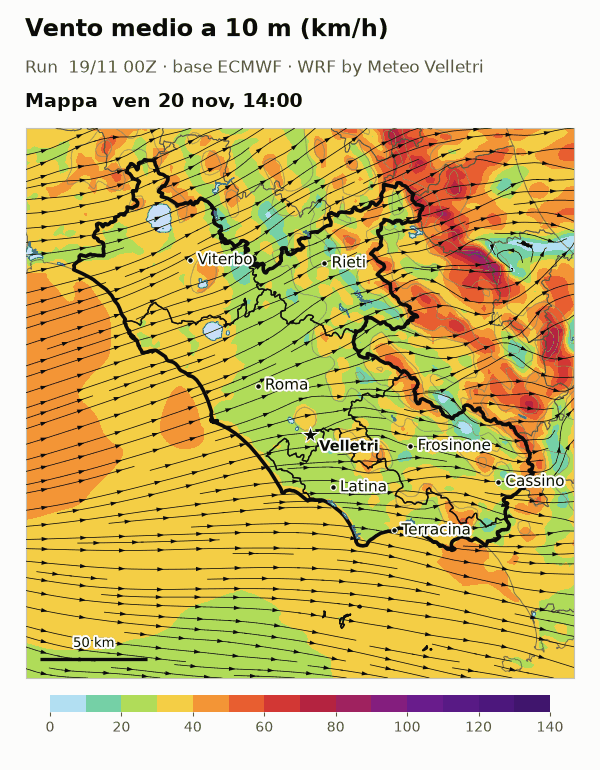 Vento medio a 10 m (km/h)
Run  19/11 00Z · base ECMWF · WRF by Meteo Velletri
Mappa  ven 20 nov, 14:00
Viterbo
Rieti
Roma
Velletri
Frosinone
Latina
Cassino
Terracina
50 km
0 20 40 60 80 100 120 140